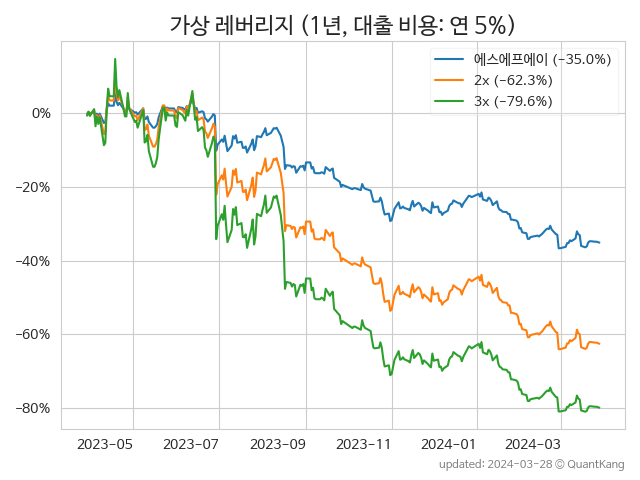 가상 레버리지 (1년, 대출 비용: 연 5%)
에스에프에이 (−35.0%)
2x (−62.3%)
3x (−79.6%)
0%
−20%
−40%
−60%
−80%
2023-05 2023-07 2023-09 2023-11 2024-01 2024-03
updated: 2024-03-28 © QuantKang